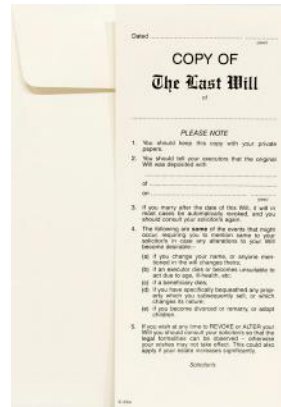 Dated
(year)
COPY OF
The Last Will
of
PLEASE NOTE
1. You should keep this copy with your private
papers.
2. You should tell your executors that the original
Will was deposited with
of
on
(year)
3. If you marry after the date of this Will, it will in
most cases be automatically revoked, and you
should consult your solicitors again.
4. The following are some of the events that might
occur, requiring you to mention same to your
solicitors in case any alterations to your Will
become desirable:-
(a) if you change your name, or anyone men-
tioned in the will changes theirs;
(b) if an executor dies or becomes unsuitable to
act due to age, ill-health, etc.
(c) if a beneficiary dies;
(d) if you have specifically bequeathed any prop-
erty which you subsequently sell, or which
changes its nature;
(e) if you become divorced or remarry, or adopt
children.
5. If you wish at any time to REVOKE or ALTER your
Will you should consult your solicitors so that the
legal formalities can be observed - otherwise
your wishes may not take effect. This could also
apply if your estate increases significantly.
Solicitors